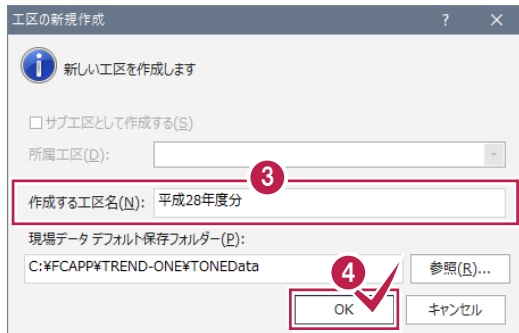 工区の新規作成
新しい工区を作成します
サブ工区として作成する(S)
所属工区(D):
3
作成する工区名(N): 平成28年度分
現場データ デフォルト保存フォルダー(P):
C:¥FCAPP¥TREND-ONE¥TONEData 参照(R)...
4
OK キャンセル